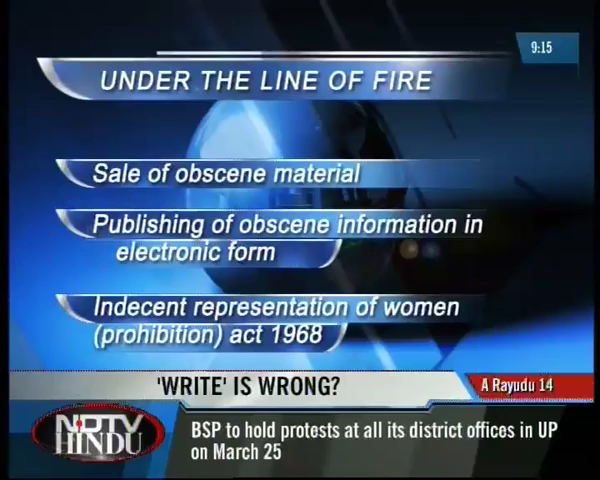 9:15
UNDER THE LINE OF FIRE
Sale of obscene material
Publishing of obscene information in
electronic form
Indecent representation of women
(prohibition) act 1968
'WRITE' IS WRONG?
A Rayudu 14
NDTV
HINDU
BSP to hold protests at all its district offices in UP
on March 25